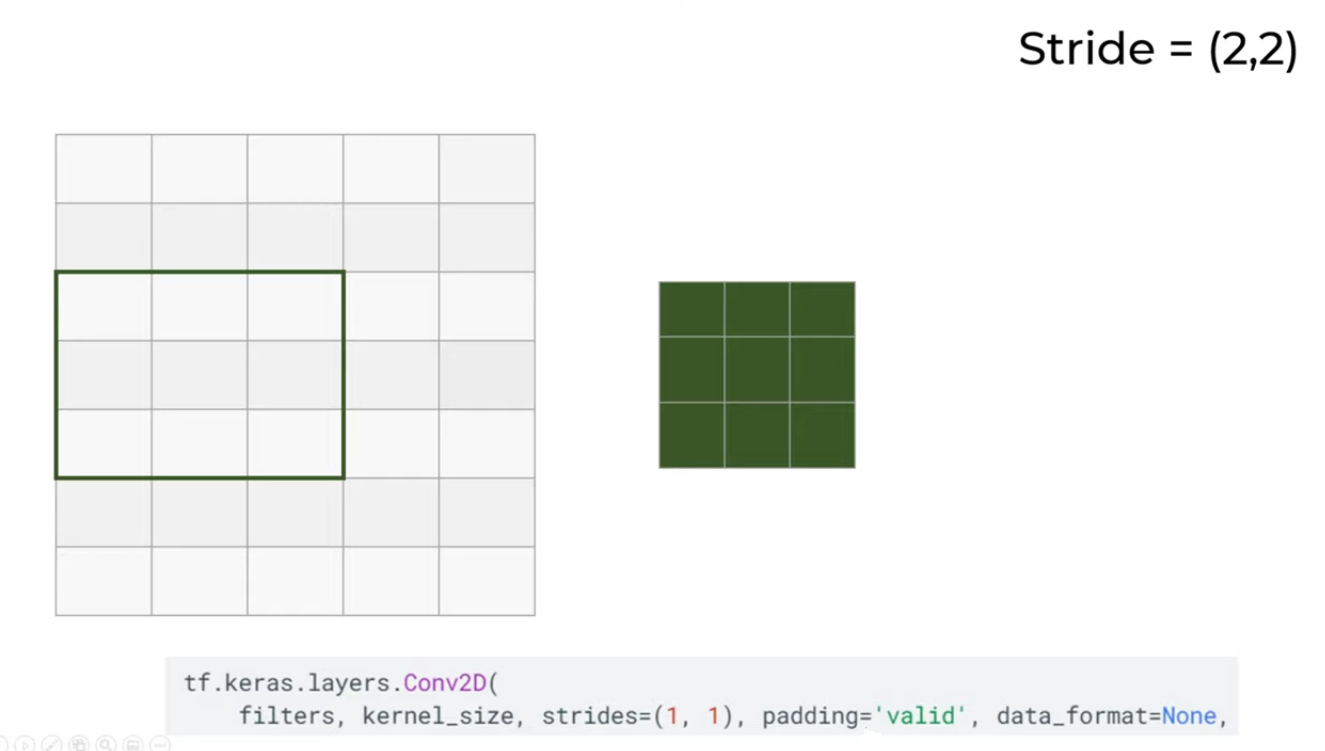 Stride = (2,2)
tf.keras.layers.Conv2D(
filters, kernel_size, strides=(1, 1), padding='valid', data_format=None,